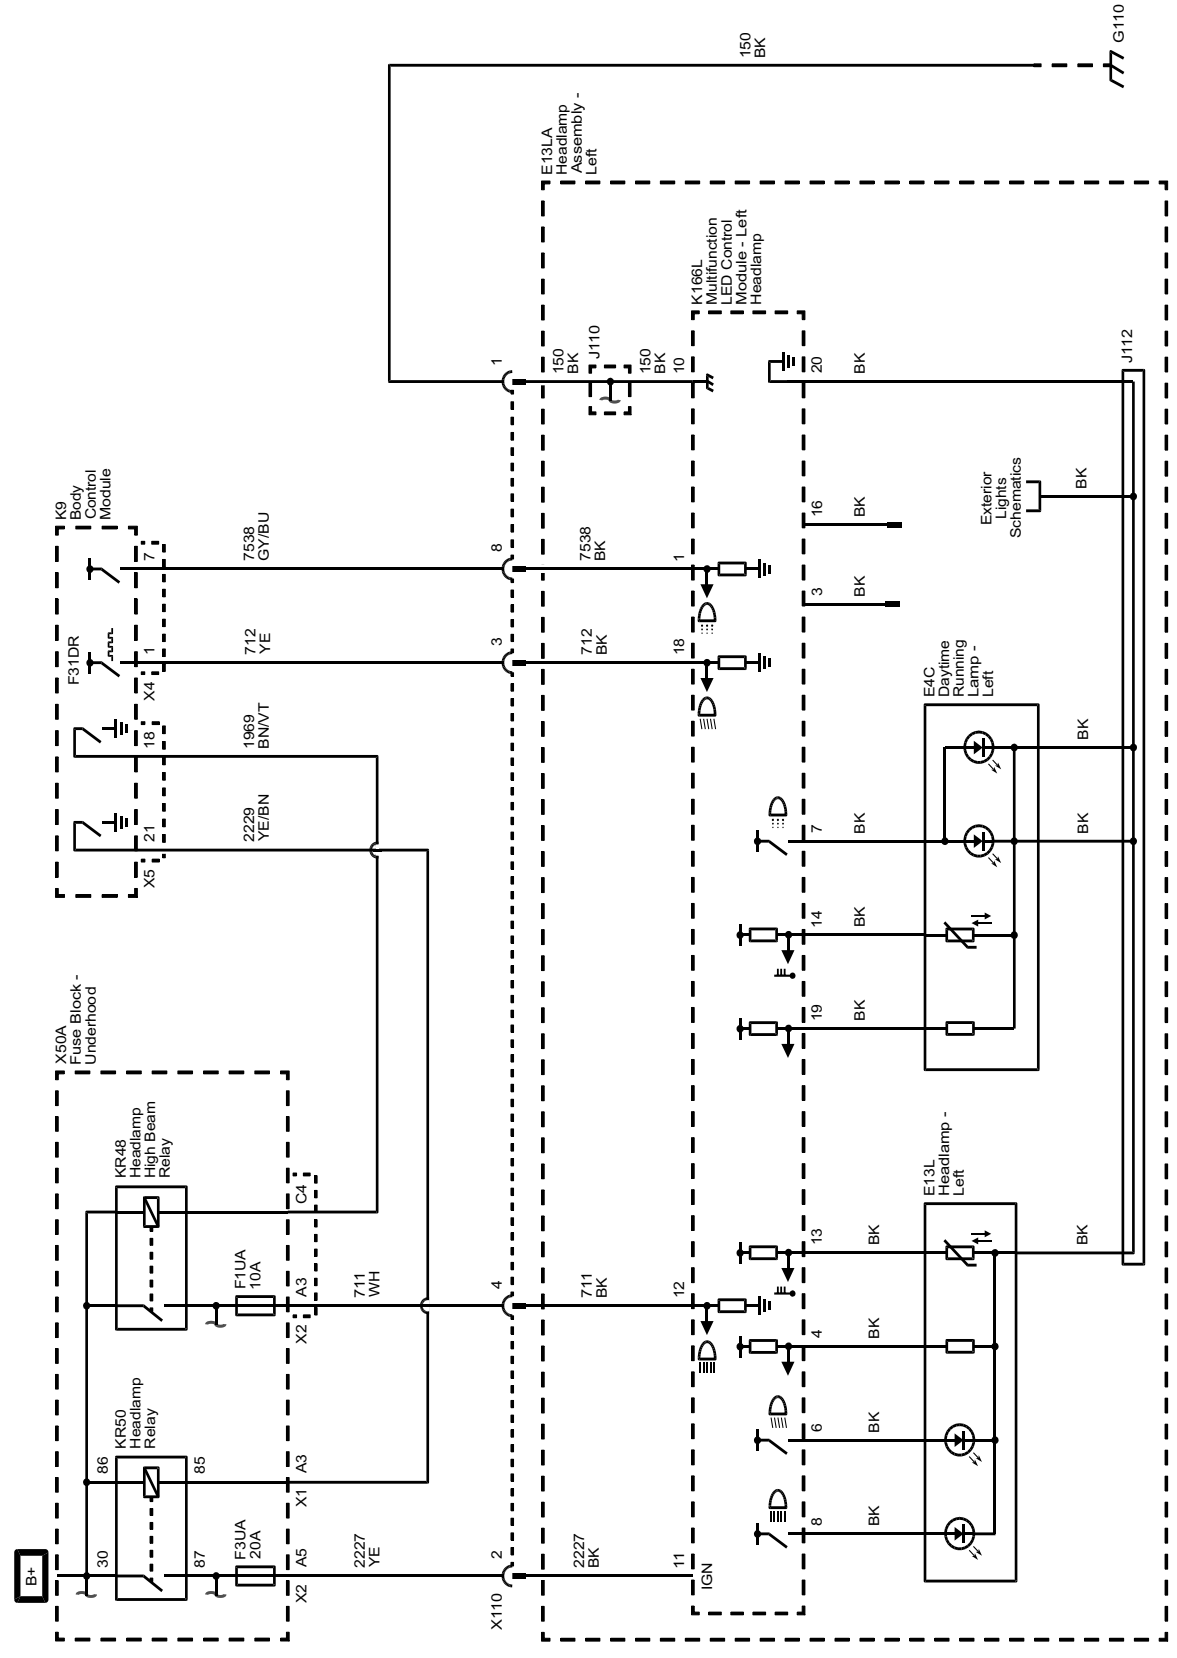 B+
X50A
Fuse Block -
Underhood
KR50
Headlamp
Relay
30
86
87
85
F3UA
20A
X2
A5
X1
A3
KR48
Headlamp
High Beam
Relay
F1UA
10A
X2
A3
C4
K9
Body
Control
Module
F31DR
X5
21
18
X4
1
7
2227
YE
711
WH
2229
YE/BN
1969
BN/VT
712
YE
7538
GY/BU
150
BK
G110
X110
2
4
3
8
1
E13LA
Headlamp
Assembly -
Left
2227
BK
711
BK
712
BK
7538
BK
150
BK
J110
150
BK
11
12
18
1
10
IGN
K166L
Multifunction
LED Control
Module - Left
Headlamp
8
6
4
13
19
14
7
3
16
20
BK
BK
BK
BK
BK
BK
BK
BK
BK
BK
E13L
Headlamp -
Left
E4C
Daytime
Running
Lamp -
Left
Exterior
Lights
Schematics
BK
BK
BK
BK
J112